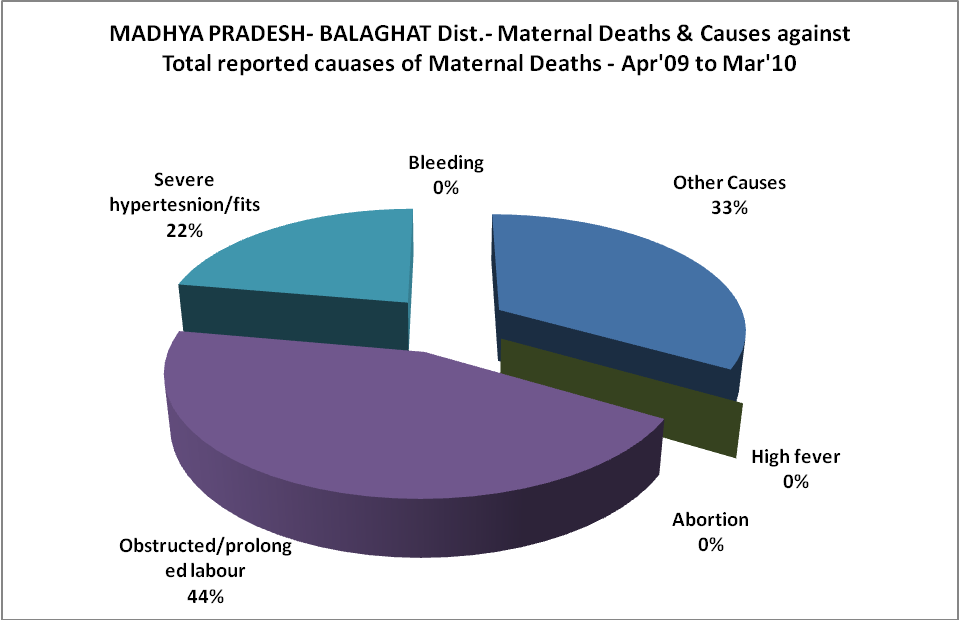 MADHYA PRADESH- BALAGHAT Dist.- Maternal Deaths & Causes against
Total reported cauases of Maternal Deaths - Apr'09 to Mar'10
Bleeding
0%
Severe
hypertesnion/fits
22%
Other Causes
33%
High fever
0%
Abortion
0%
Obstructed/prolong
ed labour
44%